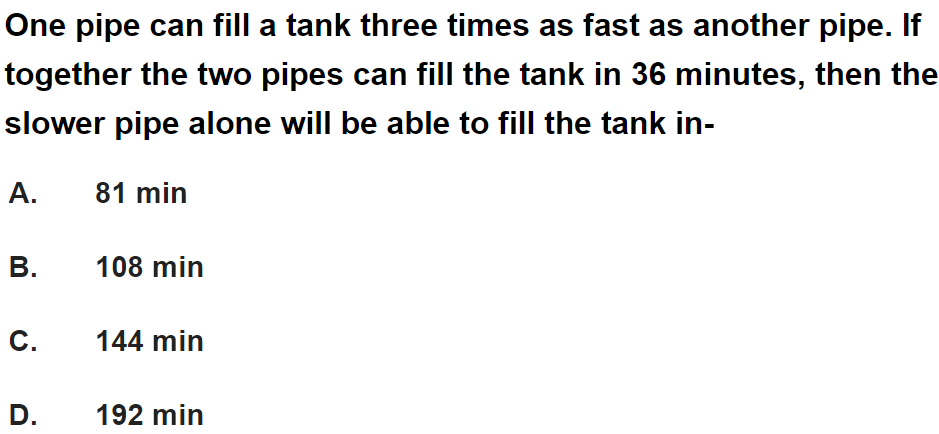 One pipe can fill a tank three times as fast as another pipe. If
together the two pipes can fill the tank in 36 minutes, then the
slower pipe alone will be able to fill the tank in-
A. 81 min
B. 108 min
C. 144 min
D. 192 min